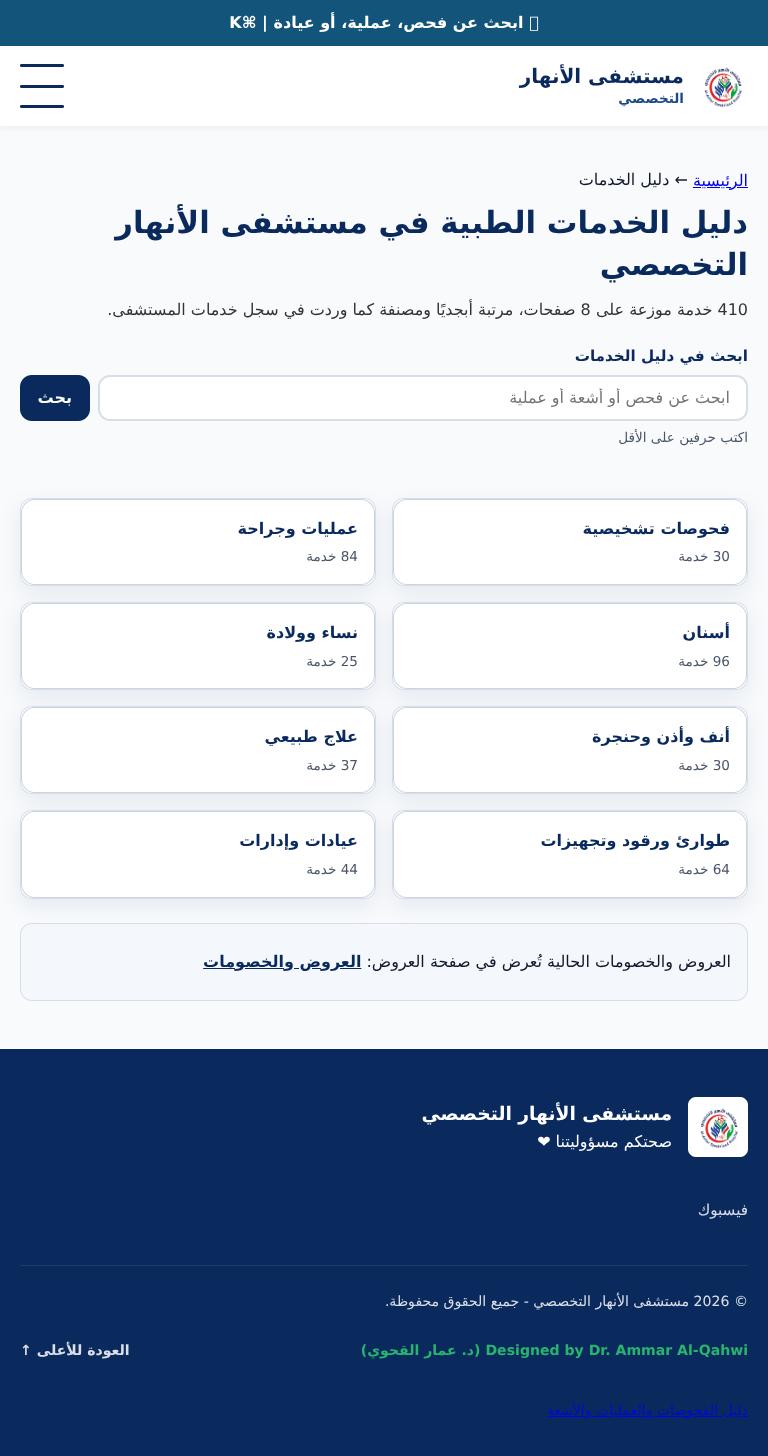 ابحث عن فحص، عملية، أو عيادة | ⌘K
مستشفى الأنهار
التخصصي
الرئيسية ← دليل الخدمات
دليل الخدمات الطبية في مستشفى الأنهار
التخصصي
410 خدمة موزعة على 8 صفحات، مرتبة أبجديًا ومصنفة كما وردت في سجل خدمات المستشفى.
ابحث في دليل الخدمات
ابحث عن فحص أو أشعة أو عملية
بحث
اكتب حرفين على الأقل
فحوصات تشخيصية
30 خدمة
عمليات وجراحة
84 خدمة
أسنان
96 خدمة
نساء وولادة
25 خدمة
أنف وأذن وحنجرة
30 خدمة
علاج طبيعي
37 خدمة
طوارئ ورقود وتجهيزات
64 خدمة
عيادات وإدارات
44 خدمة
العروض والخصومات الحالية تُعرض في صفحة العروض: العروض والخصومات
مستشفى الأنهار التخصصي
صحتكم مسؤوليتنا ❤
فيسبوك
© 2026 مستشفى الأنهار التخصصي - جميع الحقوق محفوظة.
Designed by Dr. Ammar Al-Qahwi (د. عمار القحوي)
العودة للأعلى ↑
دليل الفحوصات والعمليات والأشعة